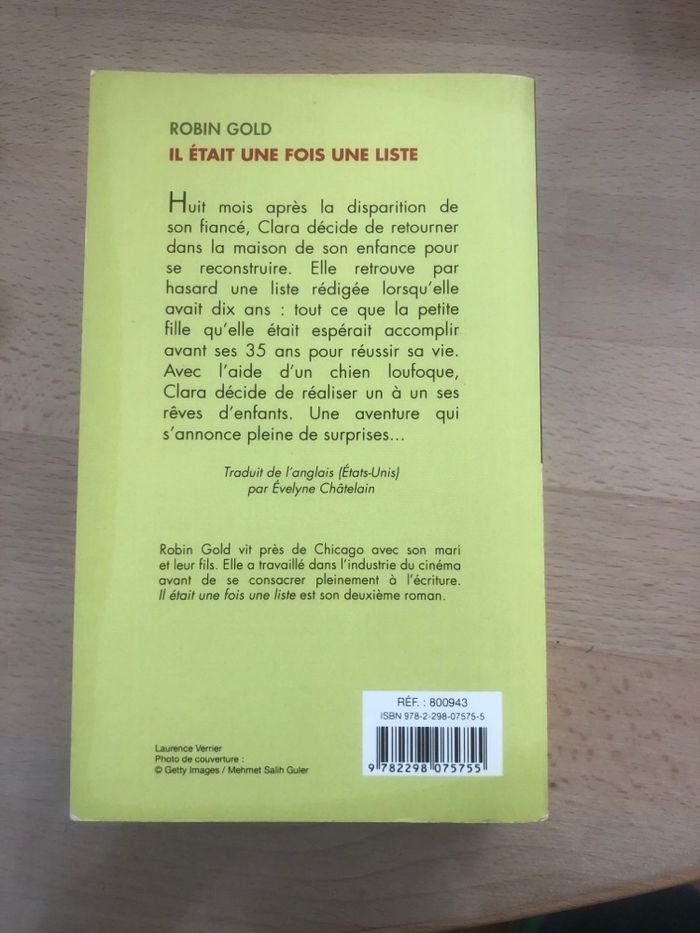 ROBIN GOLD
IL ÉTAIT UNE FOIS UNE LISTE
Huit mois après la disparition de
son fiancé, Clara décide de retourner
dans la maison de son enfance pour
se reconstruire. Elle retrouve par
hasard une liste rédigée lorsqu'elle
avait dix ans : tout ce que la petite
fille qu'elle était espérait accomplir
avant ses 35 ans pour réussir sa vie.
Avec l'aide d'un chien loufoque,
Clara décide de réaliser un à un ses
rêves d'enfants. Une aventure qui
s'annonce pleine de surprises...
Traduit de l'anglais (États-Unis)
par Évelyne Châtelain
Robin Gold vit près de Chicago avec son mari
et leur fils. Elle a travaillé dans l'industrie du cinéma
avant de se consacrer pleinement à l'écriture.
Il était une fois une liste est son deuxième roman.
RÉF. : 800943
ISBN 978-2-298-07575-5
9 782298 075755
Laurence Verrier
Photo de couverture :
© Getty Images / Mehmet Salih Guler